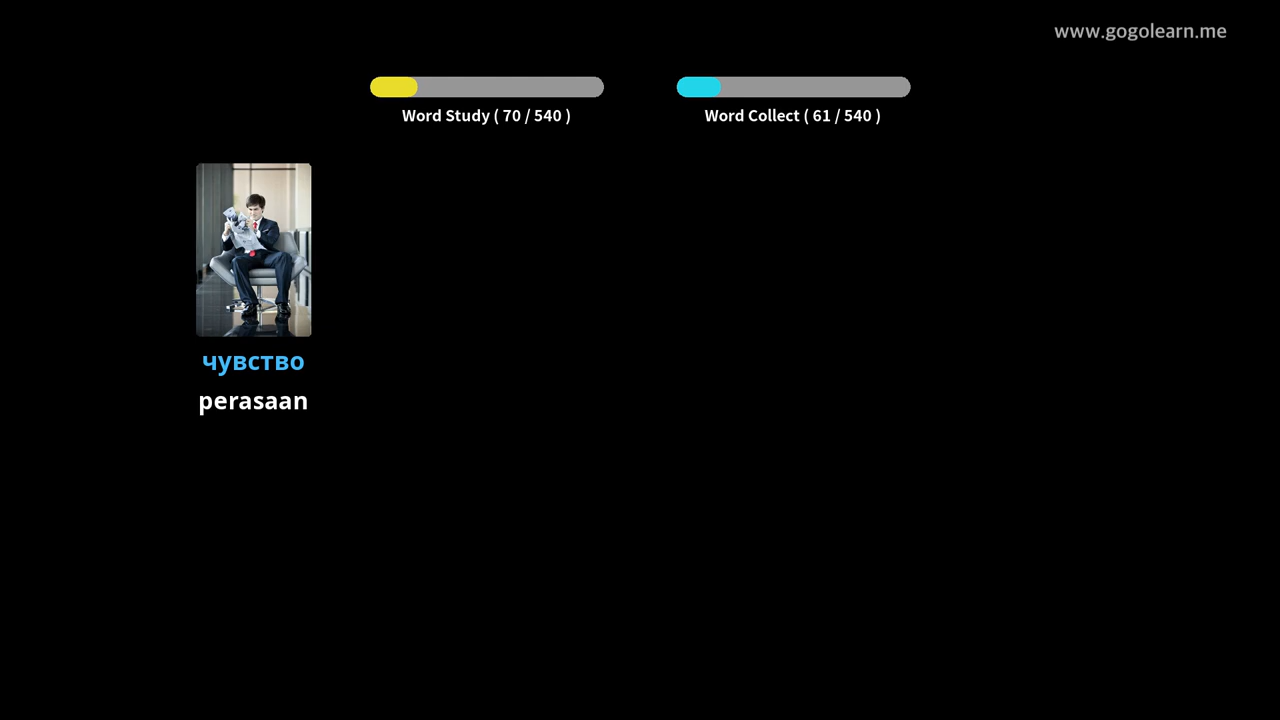 www.gogolearn.me
Word Study ( 70 / 540 )
Word Collect ( 61 / 540 )
чувство
perasaan